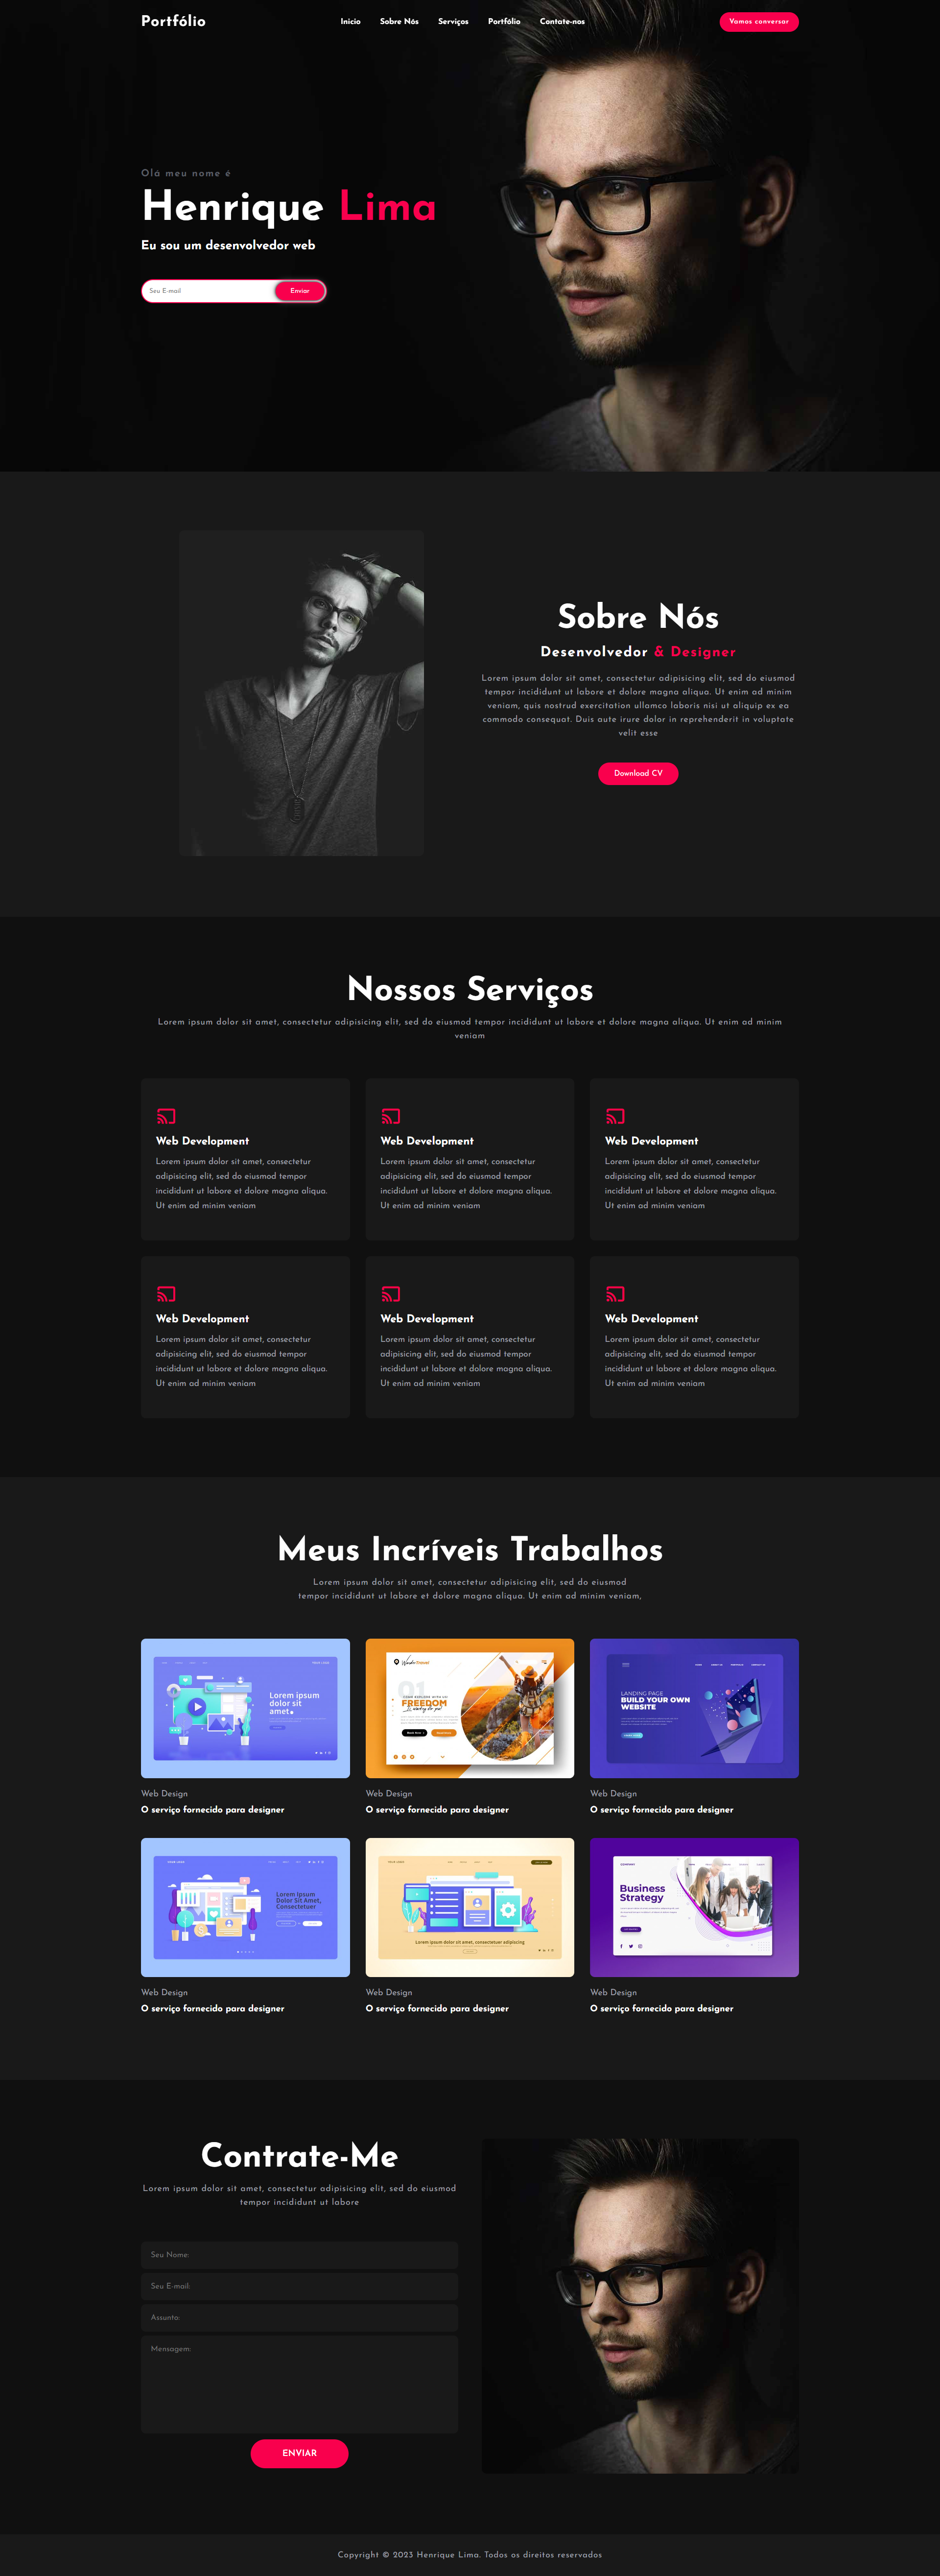 Portfólio
Início Sobre Nós Serviços Portfólio Contate-nos
Vamos conversar
Olá meu nome é
Henrique Lima
Eu sou um desenvolvedor web
Seu E-mail
Enviar
Sobre Nós
Desenvolvedor & Designer
Lorem ipsum dolor sit amet, consectetur adipisicing elit, sed do eiusmod
tempor incididunt ut labore et dolore magna aliqua. Ut enim ad minim
veniam, quis nostrud exercitation ullamco laboris nisi ut aliquip ex ea
commodo consequat. Duis aute irure dolor in reprehenderit in voluptate
velit esse
Download CV
Nossos Serviços
Lorem ipsum dolor sit amet, consectetur adipisicing elit, sed do eiusmod tempor incididunt ut labore et dolore magna aliqua. Ut enim ad minim
veniam
Web Development
Lorem ipsum dolor sit amet, consectetur
adipisicing elit, sed do eiusmod tempor
incididunt ut labore et dolore magna aliqua.
Ut enim ad minim veniam
Web Development
Lorem ipsum dolor sit amet, consectetur
adipisicing elit, sed do eiusmod tempor
incididunt ut labore et dolore magna aliqua.
Ut enim ad minim veniam
Web Development
Lorem ipsum dolor sit amet, consectetur
adipisicing elit, sed do eiusmod tempor
incididunt ut labore et dolore magna aliqua.
Ut enim ad minim veniam
Web Development
Lorem ipsum dolor sit amet, consectetur
adipisicing elit, sed do eiusmod tempor
incididunt ut labore et dolore magna aliqua.
Ut enim ad minim veniam
Web Development
Lorem ipsum dolor sit amet, consectetur
adipisicing elit, sed do eiusmod tempor
incididunt ut labore et dolore magna aliqua.
Ut enim ad minim veniam
Web Development
Lorem ipsum dolor sit amet, consectetur
adipisicing elit, sed do eiusmod tempor
incididunt ut labore et dolore magna aliqua.
Ut enim ad minim veniam
Meus Incríveis Trabalhos
Lorem ipsum dolor sit amet, consectetur adipisicing elit, sed do eiusmod
tempor incididunt ut labore et dolore magna aliqua. Ut enim ad minim veniam,
Lorem ipsum
dolor sit
amet
Web Design
O serviço fornecido para designer
01
FREEDOM
Web Design
O serviço fornecido para designer
LANDING PAGE
BUILD YOUR OWN
WEBSITE
Web Design
O serviço fornecido para designer
Lorem Ipsum
Dolor Sit Amet,
Consectetuer
Web Design
O serviço fornecido para designer
Lorem ipsum dolor sit amet, consectetuer adipiscing
Web Design
O serviço fornecido para designer
COMPANY
Business
Strategy
Web Design
O serviço fornecido para designer
Contrate-Me
Lorem ipsum dolor sit amet, consectetur adipisicing elit, sed do eiusmod
tempor incididunt ut labore
Seu Nome:
Seu E-mail:
Assunto:
Mensagem:
ENVIAR
Copyright © 2023 Henrique Lima. Todos os direitos reservados